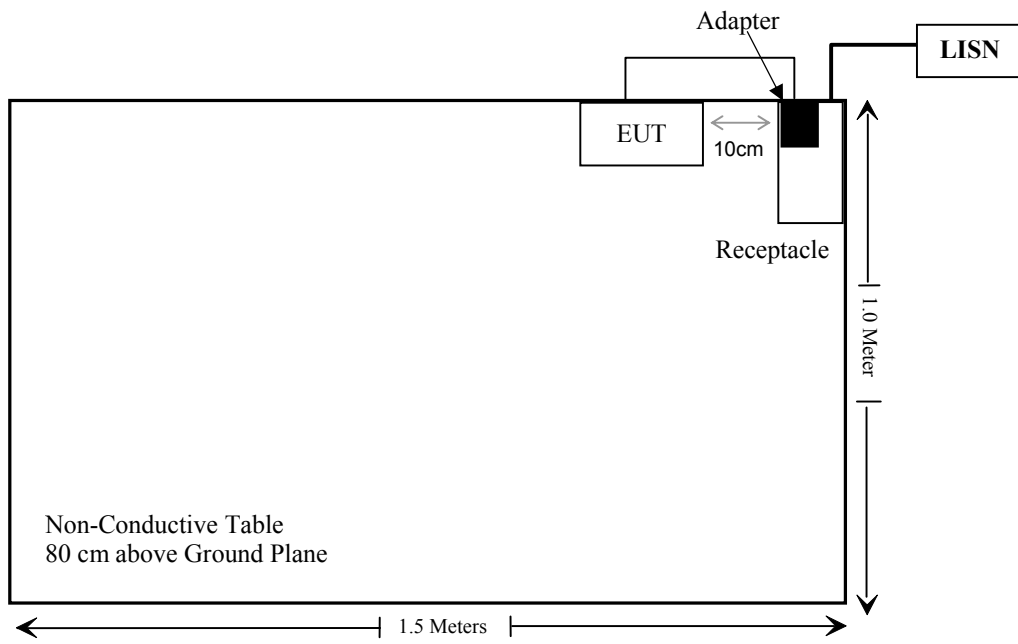 Adapter
LISN
EUT
10cm
Receptacle
1.0 Meter
Non-Conductive Table
80 cm above Ground Plane
1.5 Meters